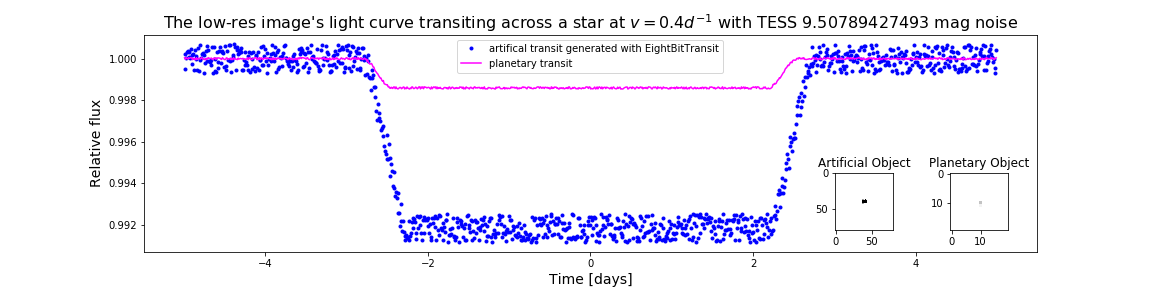 The low-res image's light curve transiting across a star at v = 0.4d⁻¹ with TESS 9.50789427493 mag noise
artifical transit generated with EightBitTransit
planetary transit
Relative flux
1.000
0.998
0.996
0.994
0.992
Artificial Object
0
50
0
50
Planetary Object
0
10
0
10
−4
−2
0
2
4
Time [days]